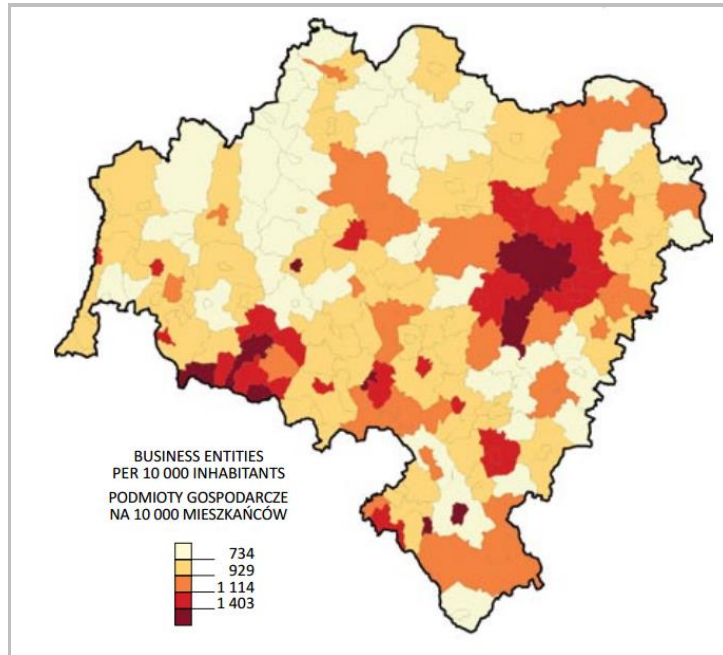 BUSINESS ENTITIES
PER 10 000 INHABITANTS
PODMIOTY GOSPODARCZE
NA 10 000 MIESZKAŃCÓW
734
929
1 114
1 403